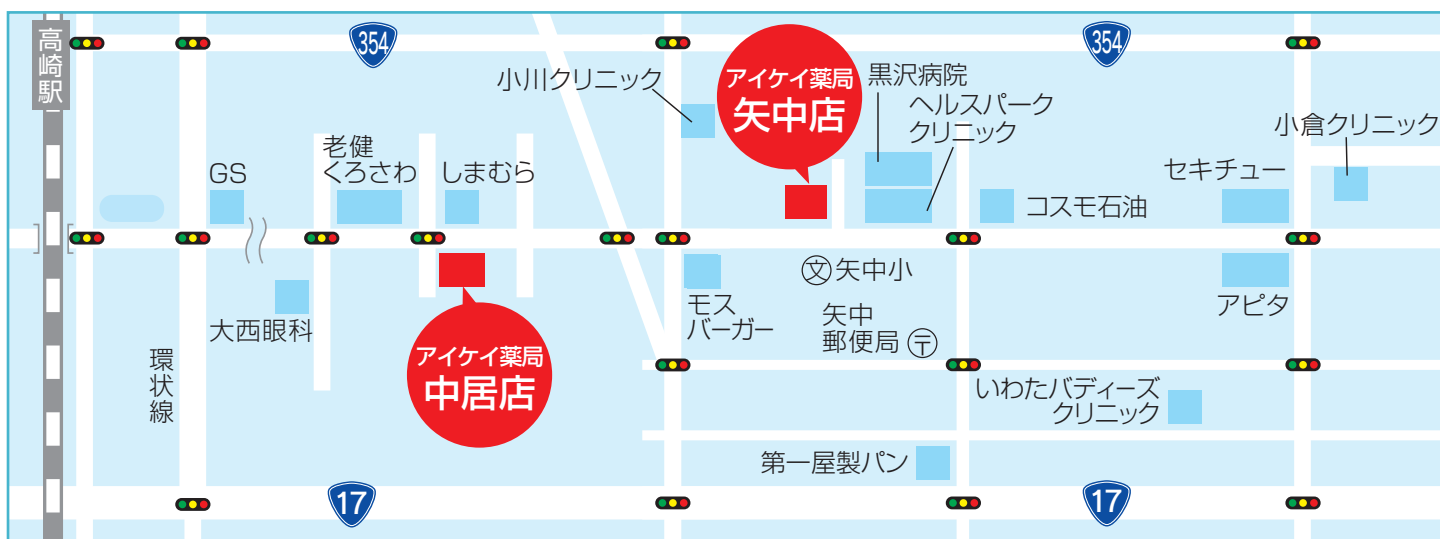 高崎駅
354
354
小川クリニック
アイケイ薬局
矢中店
黒沢病院
ヘルスパーク
クリニック
小倉クリニック
GS
老健
くろさわ
しまむら
コスモ石油
セキチュー
大西眼科
モス
バーガー
文
矢中小
アピタ
矢中
郵便局
〒
環状線
アイケイ薬局
中居店
いわたバディーズ
クリニック
第一屋製パン
17
17